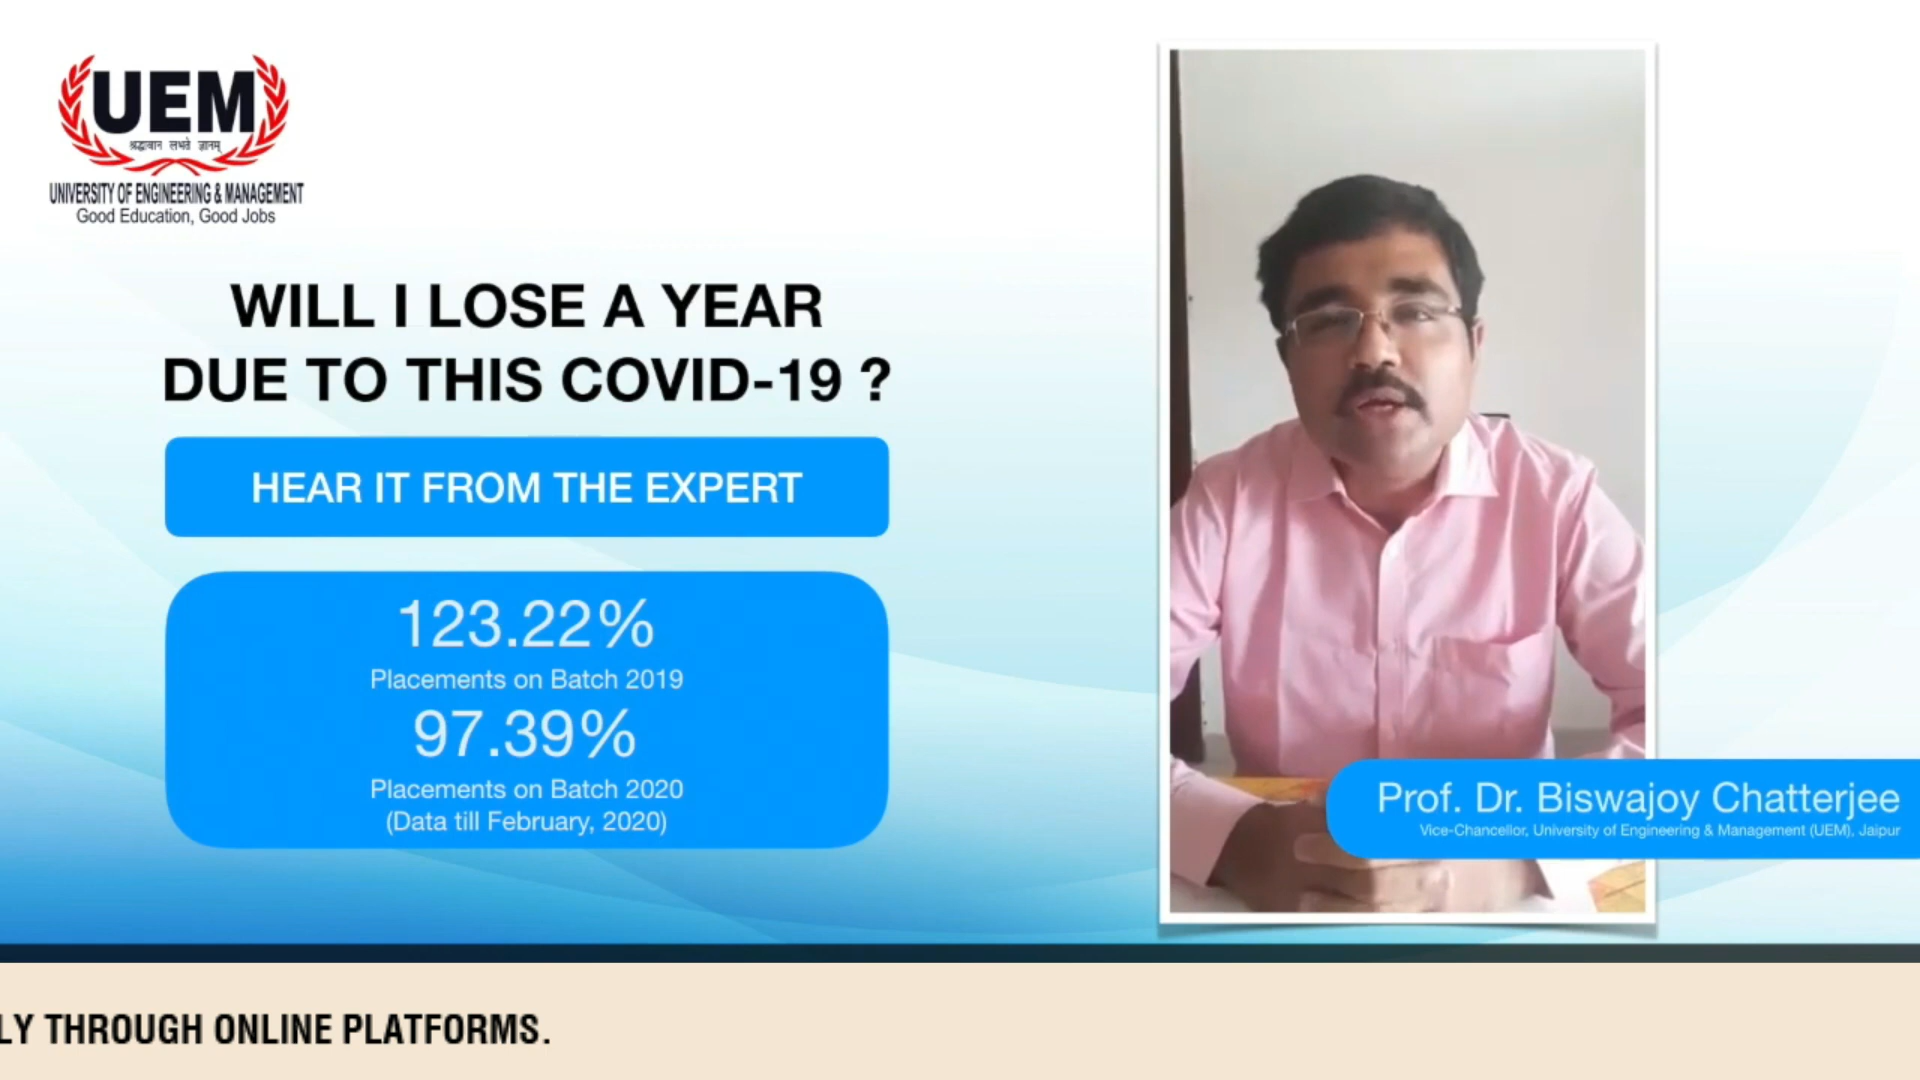 UEM
श्रद्धावान लभते ज्ञानम्
UNIVERSITY OF ENGINEERING & MANAGEMENT
Good Education, Good Jobs
WILL I LOSE A YEAR
DUE TO THIS COVID-19 ?
HEAR IT FROM THE EXPERT
123.22%
Placements on Batch 2019
97.39%
Placements on Batch 2020
(Data till February, 2020)
Prof. Dr. Biswajoy Chatterjee
Vice-Chancellor, University of Engineering & Management (UEM), Jaipur
LY THROUGH ONLINE PLATFORMS.